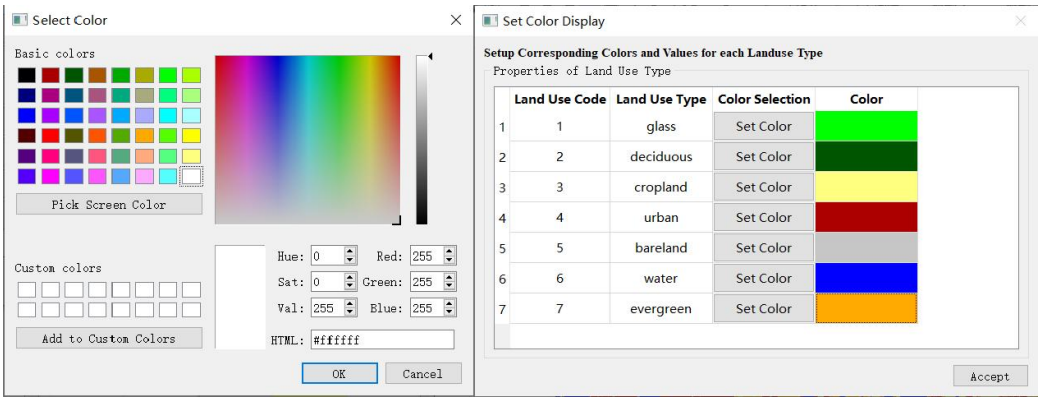 Select Color
Basic colors
Pick Screen Color
Custom colors
Add to Custom Colors
Hue: 0 Red: 255
Sat: 0 Green: 255
Val: 255 Blue: 255
HTML: #ffffff
OK Cancel
Set Color Display
Setup Corresponding Colors and Values for each Landuse Type
Properties of Land Use Type
Land Use Code Land Use Type Color Selection Color
1 1 glass Set Color
2 2 deciduous Set Color
3 3 cropland Set Color
4 4 urban Set Color
5 5 bareland Set Color
6 6 water Set Color
7 7 evergreen Set Color
Accept